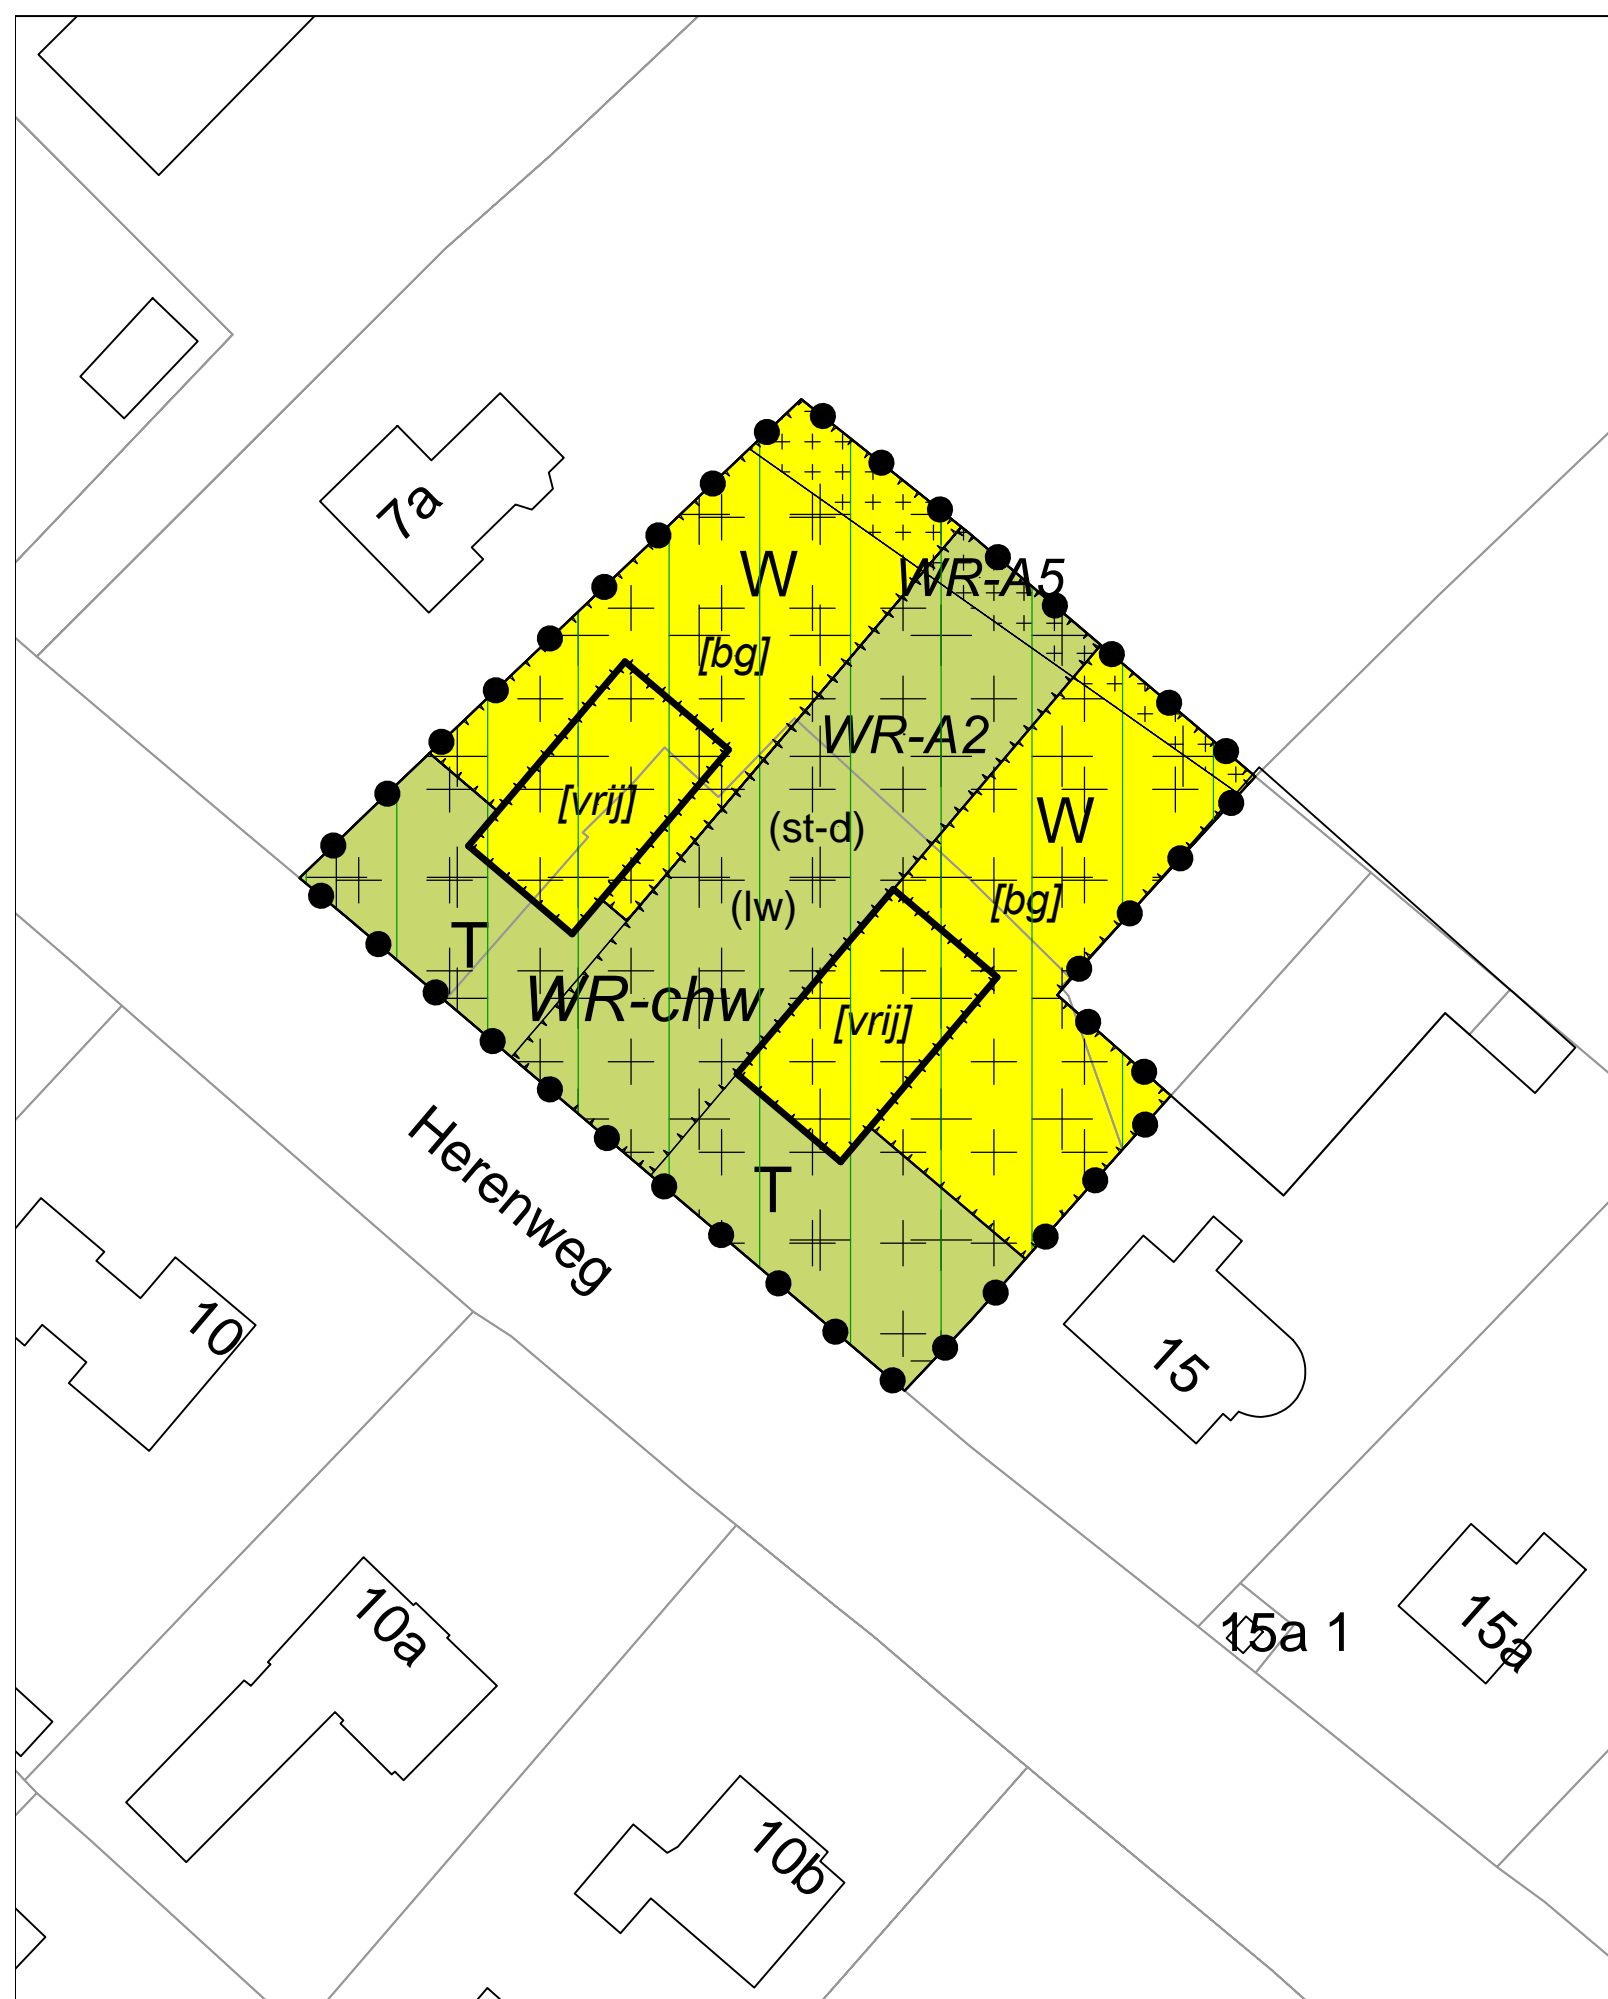 7a
W
WR-A5
[bg]
WR-A2
[vrij]
(st-d)
W
(lw)
[bg]
T
WR-chw
[vrij]
T
Herenweg
10
15
10a
15a 1
15a
10b